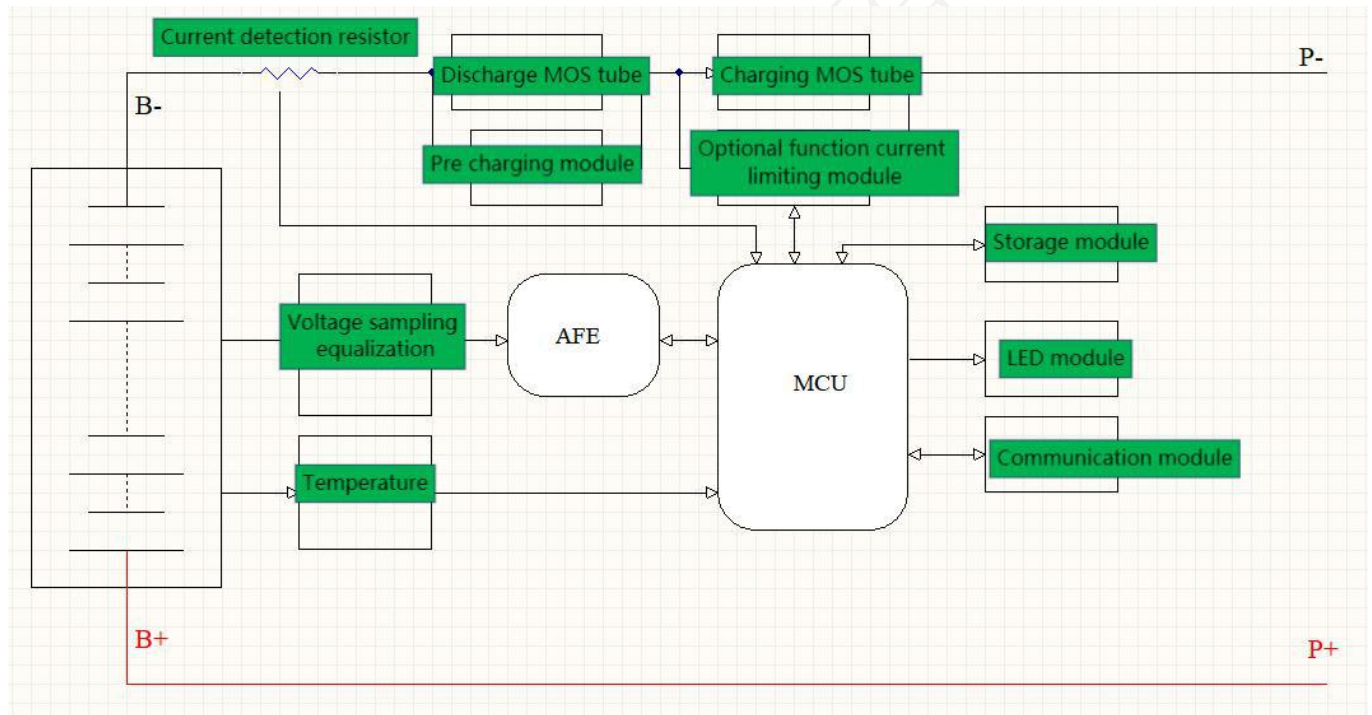 Current detection resistor
P-
Discharge MOS tube
Charging MOS tube
B-
Pre charging module
Optional function current
limiting module
Storage module
Voltage sampling
equalization
AFE
MCU
LED module
Communication module
Temperature
B+
P+